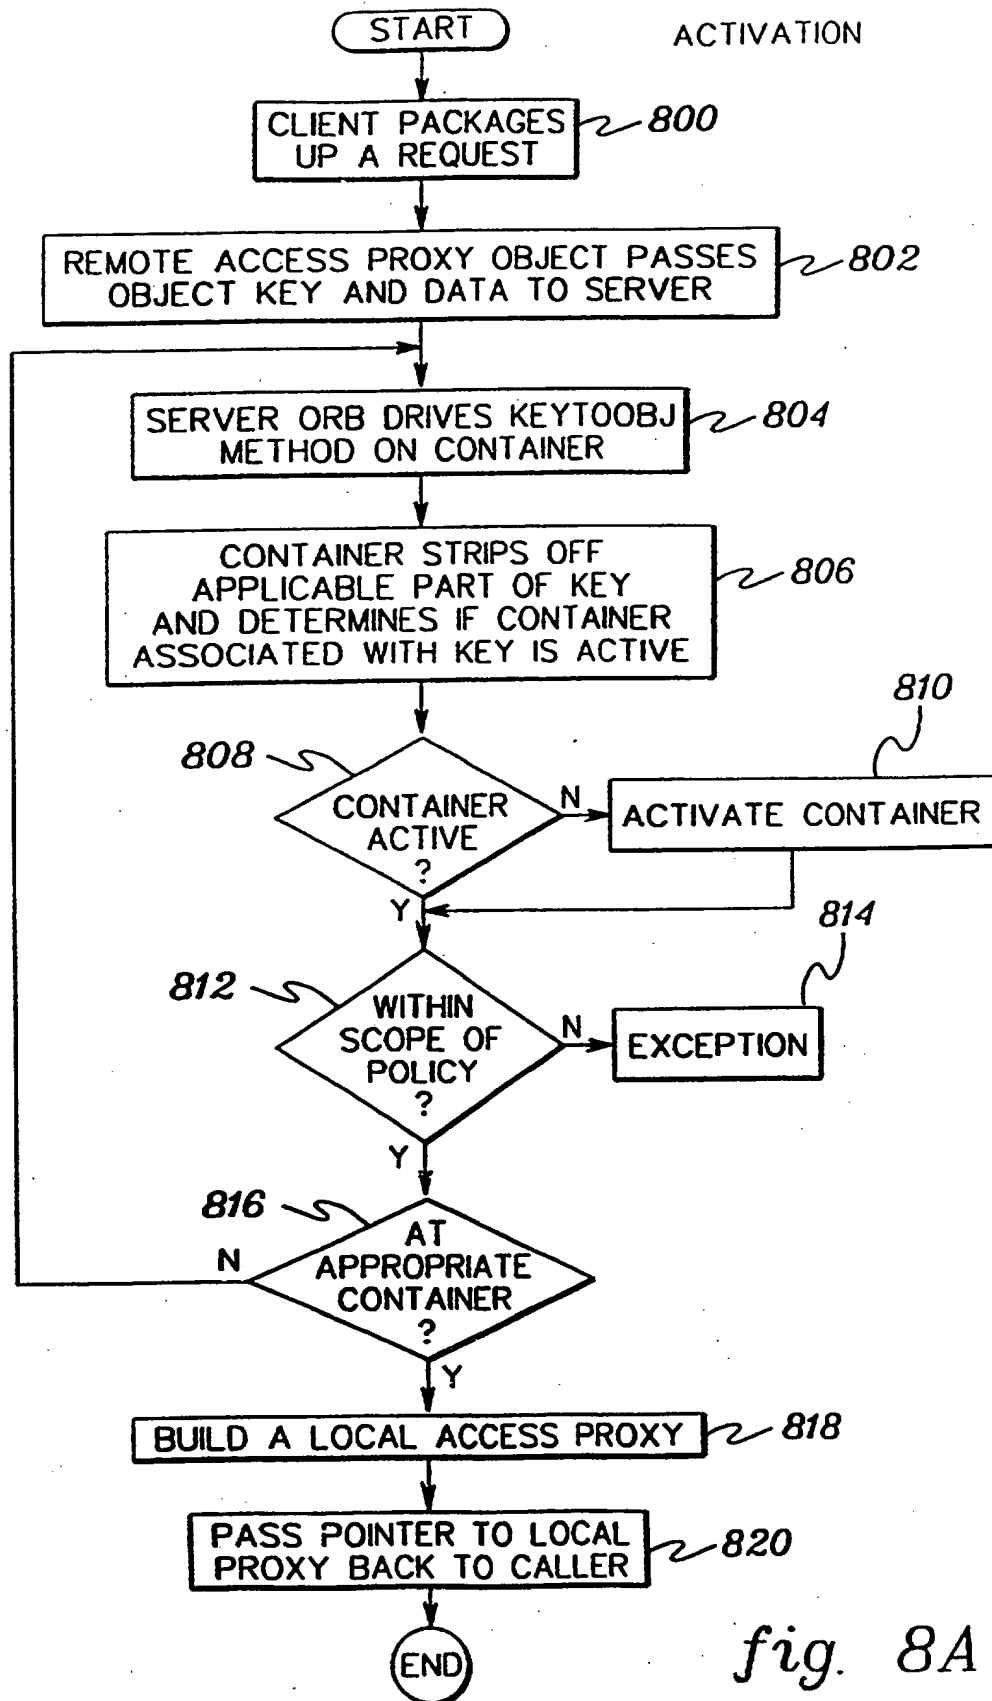 START
ACTIVATION
CLIENT PACKAGES
UP A REQUEST
800
REMOTE ACCESS PROXY OBJECT PASSES
OBJECT KEY AND DATA TO SERVER
802
SERVER ORB DRIVES KEYTOOBJ
METHOD ON CONTAINER
804
CONTAINER STRIPS OFF
APPLICABLE PART OF KEY
AND DETERMINES IF CONTAINER
ASSOCIATED WITH KEY IS ACTIVE
806
808
CONTAINER
ACTIVE
?
N
Y
810
ACTIVATE CONTAINER
812
WITHIN
SCOPE OF
POLICY
?
N
Y
814
EXCEPTION
816
AT
APPROPRIATE
CONTAINER
?
N
Y
BUILD A LOCAL ACCESS PROXY
818
PASS POINTER TO LOCAL
PROXY BACK TO CALLER
820
END
fig. 8A